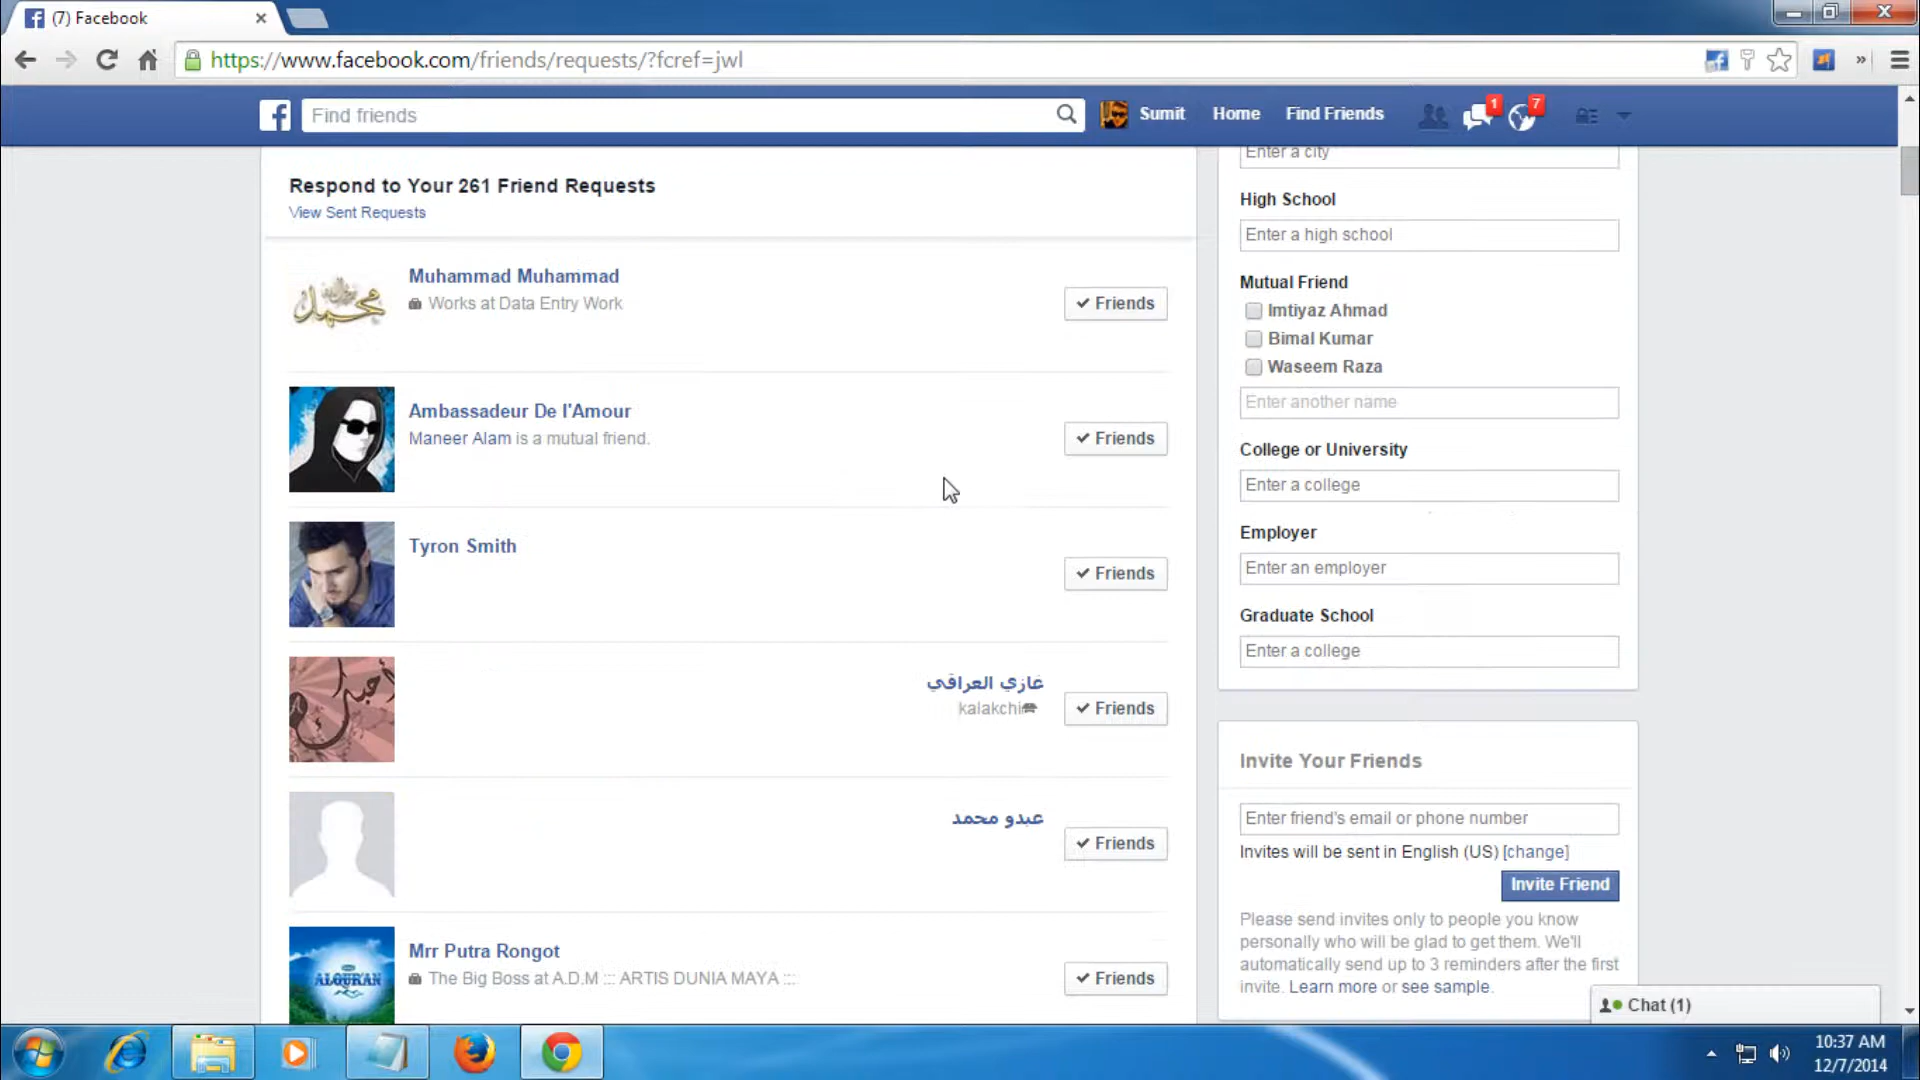 (7) Facebook
https://www.facebook.com/friends/requests/?fcref=jwl
Find friends
Sumit
Home
Find Friends
1
7
Respond to Your 261 Friend Requests
View Sent Requests
Muhammad Muhammad
Works at Data Entry Work
Friends
Ambassadeur De l'Amour
Maneer Alam is a mutual friend.
Friends
Tyron Smith
Friends
غازي العراقي
kalakchi
Friends
عبدو محمد
Friends
Mrr Putra Rongot
The Big Boss at A.D.M ::: ARTIS DUNIA MAYA :::
Friends
محمد
ALQUR'AN
Enter a city
High School
Enter a high school
Mutual Friend
Imtiyaz Ahmad
Bimal Kumar
Waseem Raza
Enter another name
College or University
Enter a college
Employer
Enter an employer
Graduate School
Enter a college
Invite Your Friends
Enter friend's email or phone number
Invites will be sent in English (US) [change]
Invite Friend
Please send invites only to people you know
personally who will be glad to get them. We'll
automatically send up to 3 reminders after the first
invite. Learn more or see sample.
Chat (1)
10:37 AM
12/7/2014